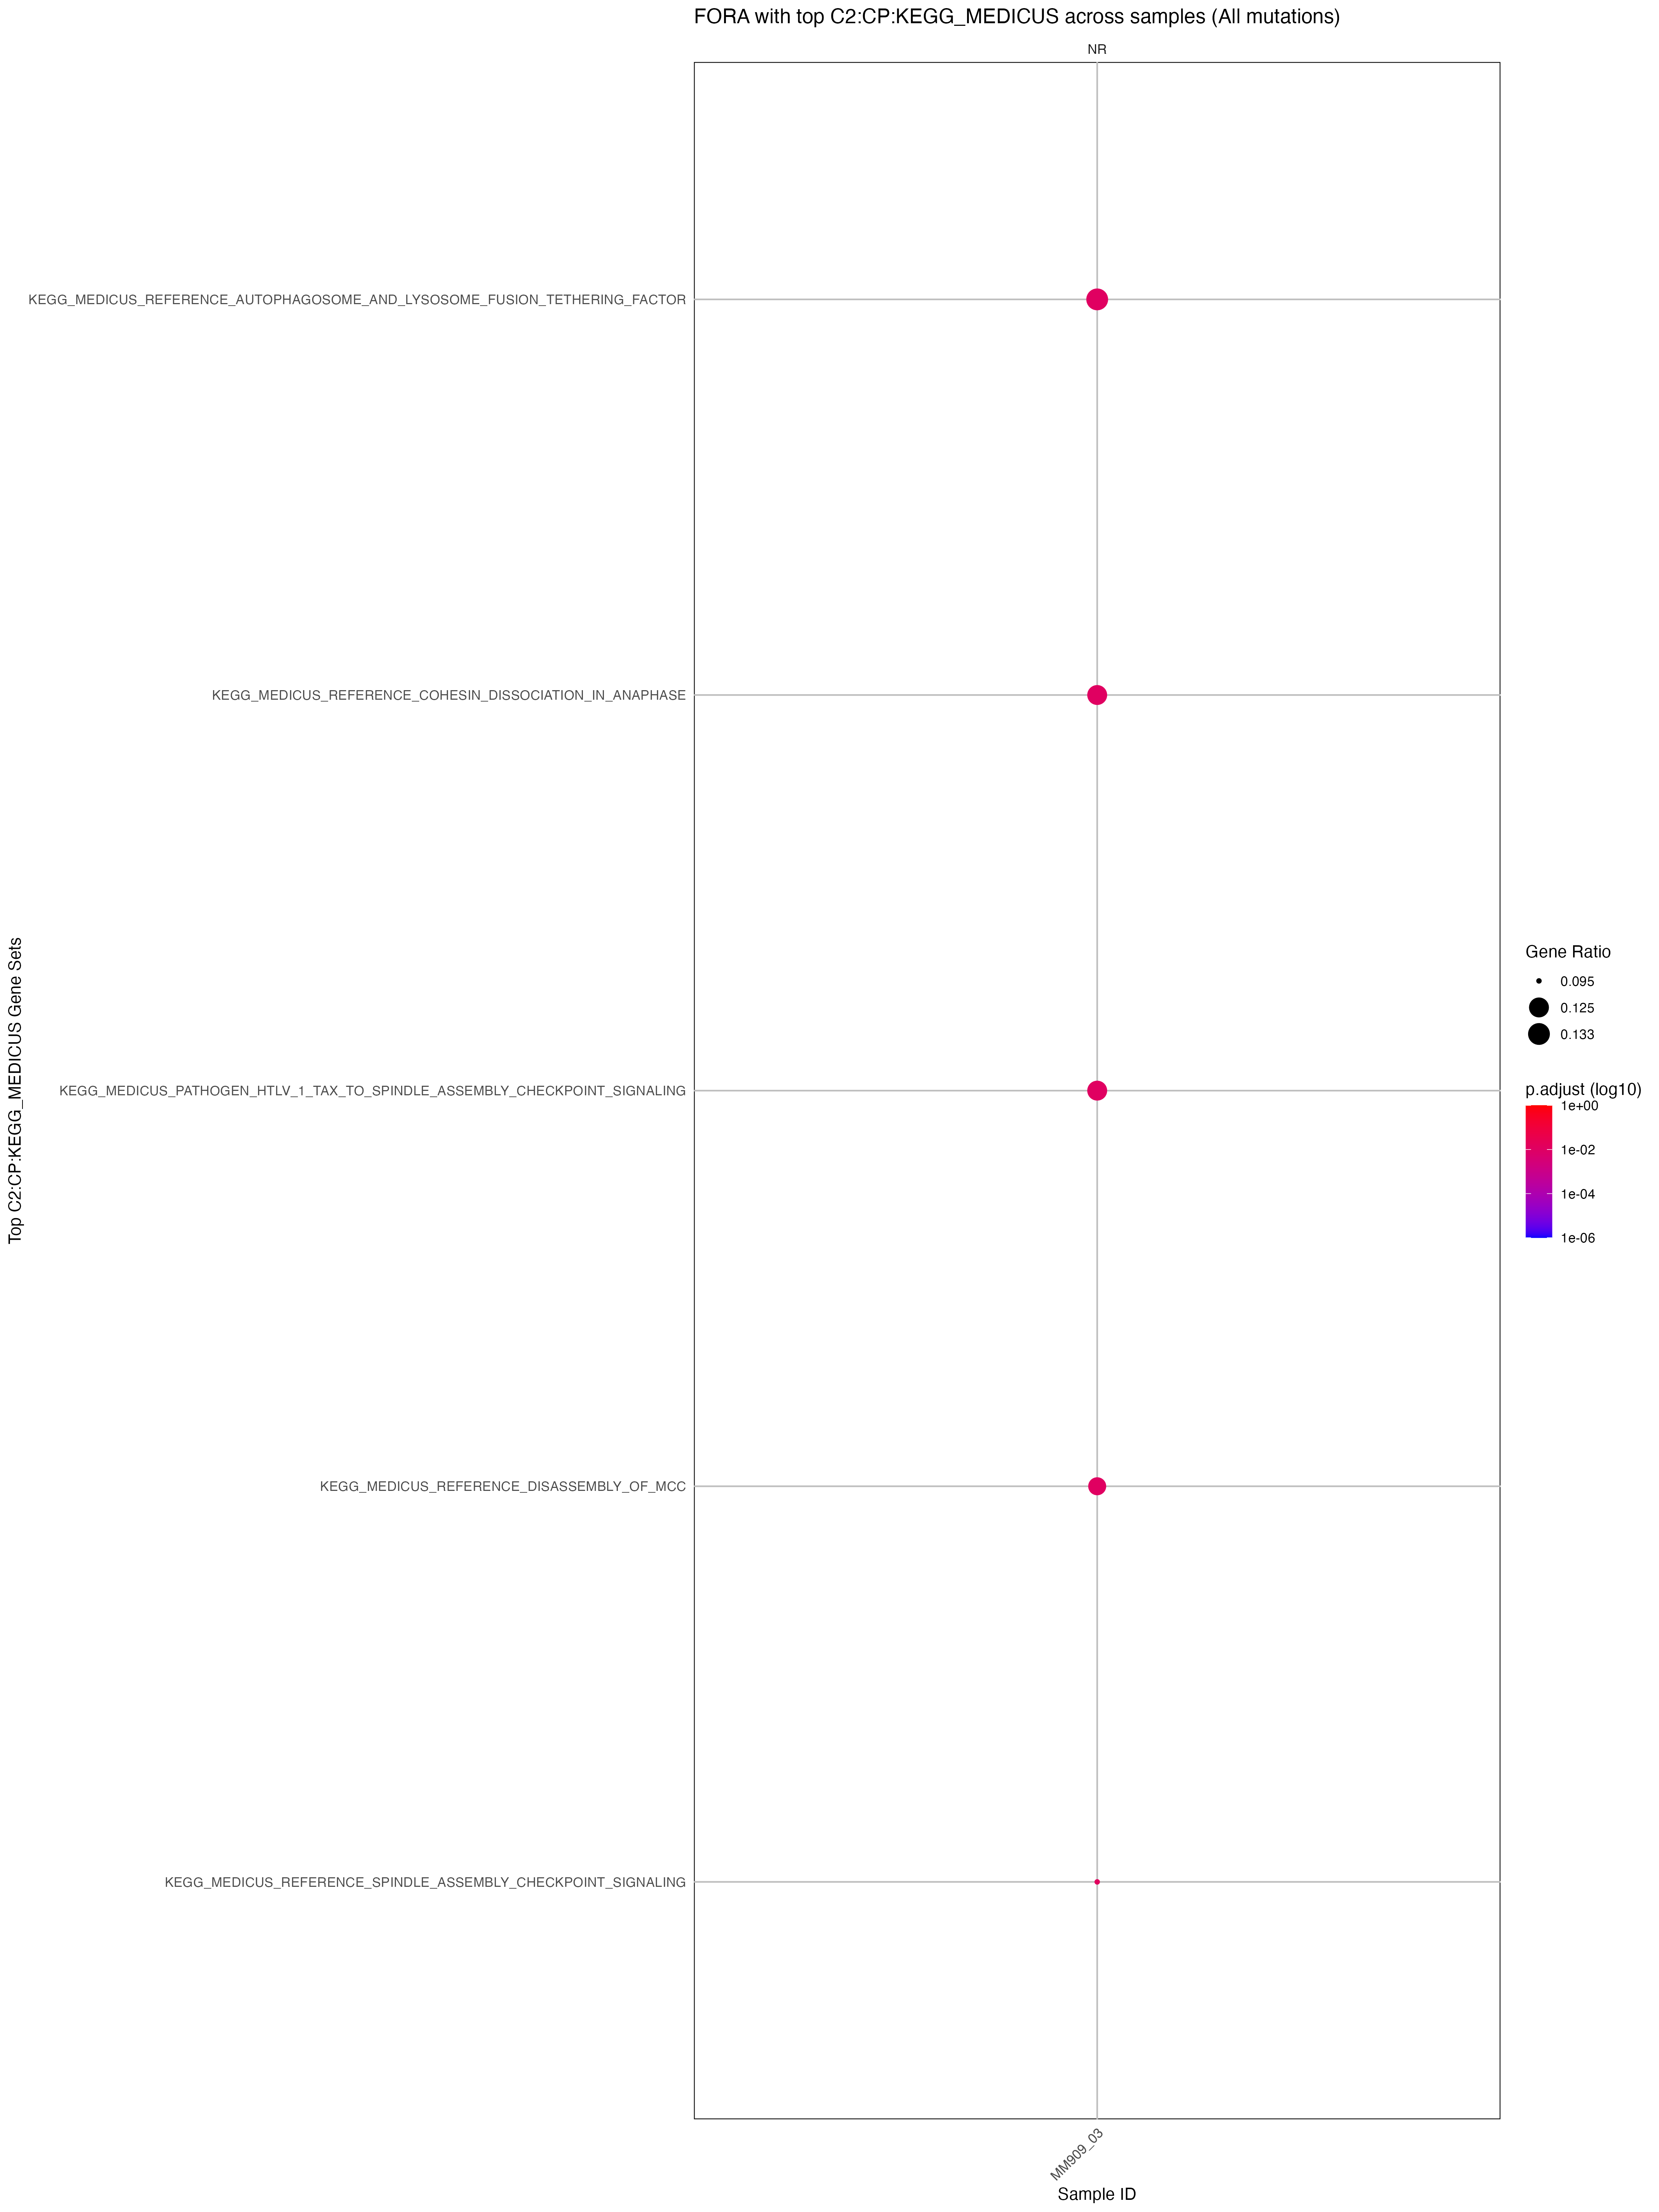 FORA with top C2:CP:KEGG_MEDICUS across samples (All mutations)
NR
KEGG_MEDICUS_REFERENCE_AUTOPHAGOSOME_AND_LYSOSOME_FUSION_TETHERING_FACTOR
KEGG_MEDICUS_REFERENCE_COHESIN_DISSOCIATION_IN_ANAPHASE
KEGG_MEDICUS_PATHOGEN_HTLV_1_TAX_TO_SPINDLE_ASSEMBLY_CHECKPOINT_SIGNALING
KEGG_MEDICUS_REFERENCE_DISASSEMBLY_OF_MCC
KEGG_MEDICUS_REFERENCE_SPINDLE_ASSEMBLY_CHECKPOINT_SIGNALING
Top C2:CP:KEGG_MEDICUS Gene Sets
MM909_03
Sample ID
Gene Ratio
0.095
0.125
0.133
p.adjust (log10)
1e+00
1e-02
1e-04
1e-06